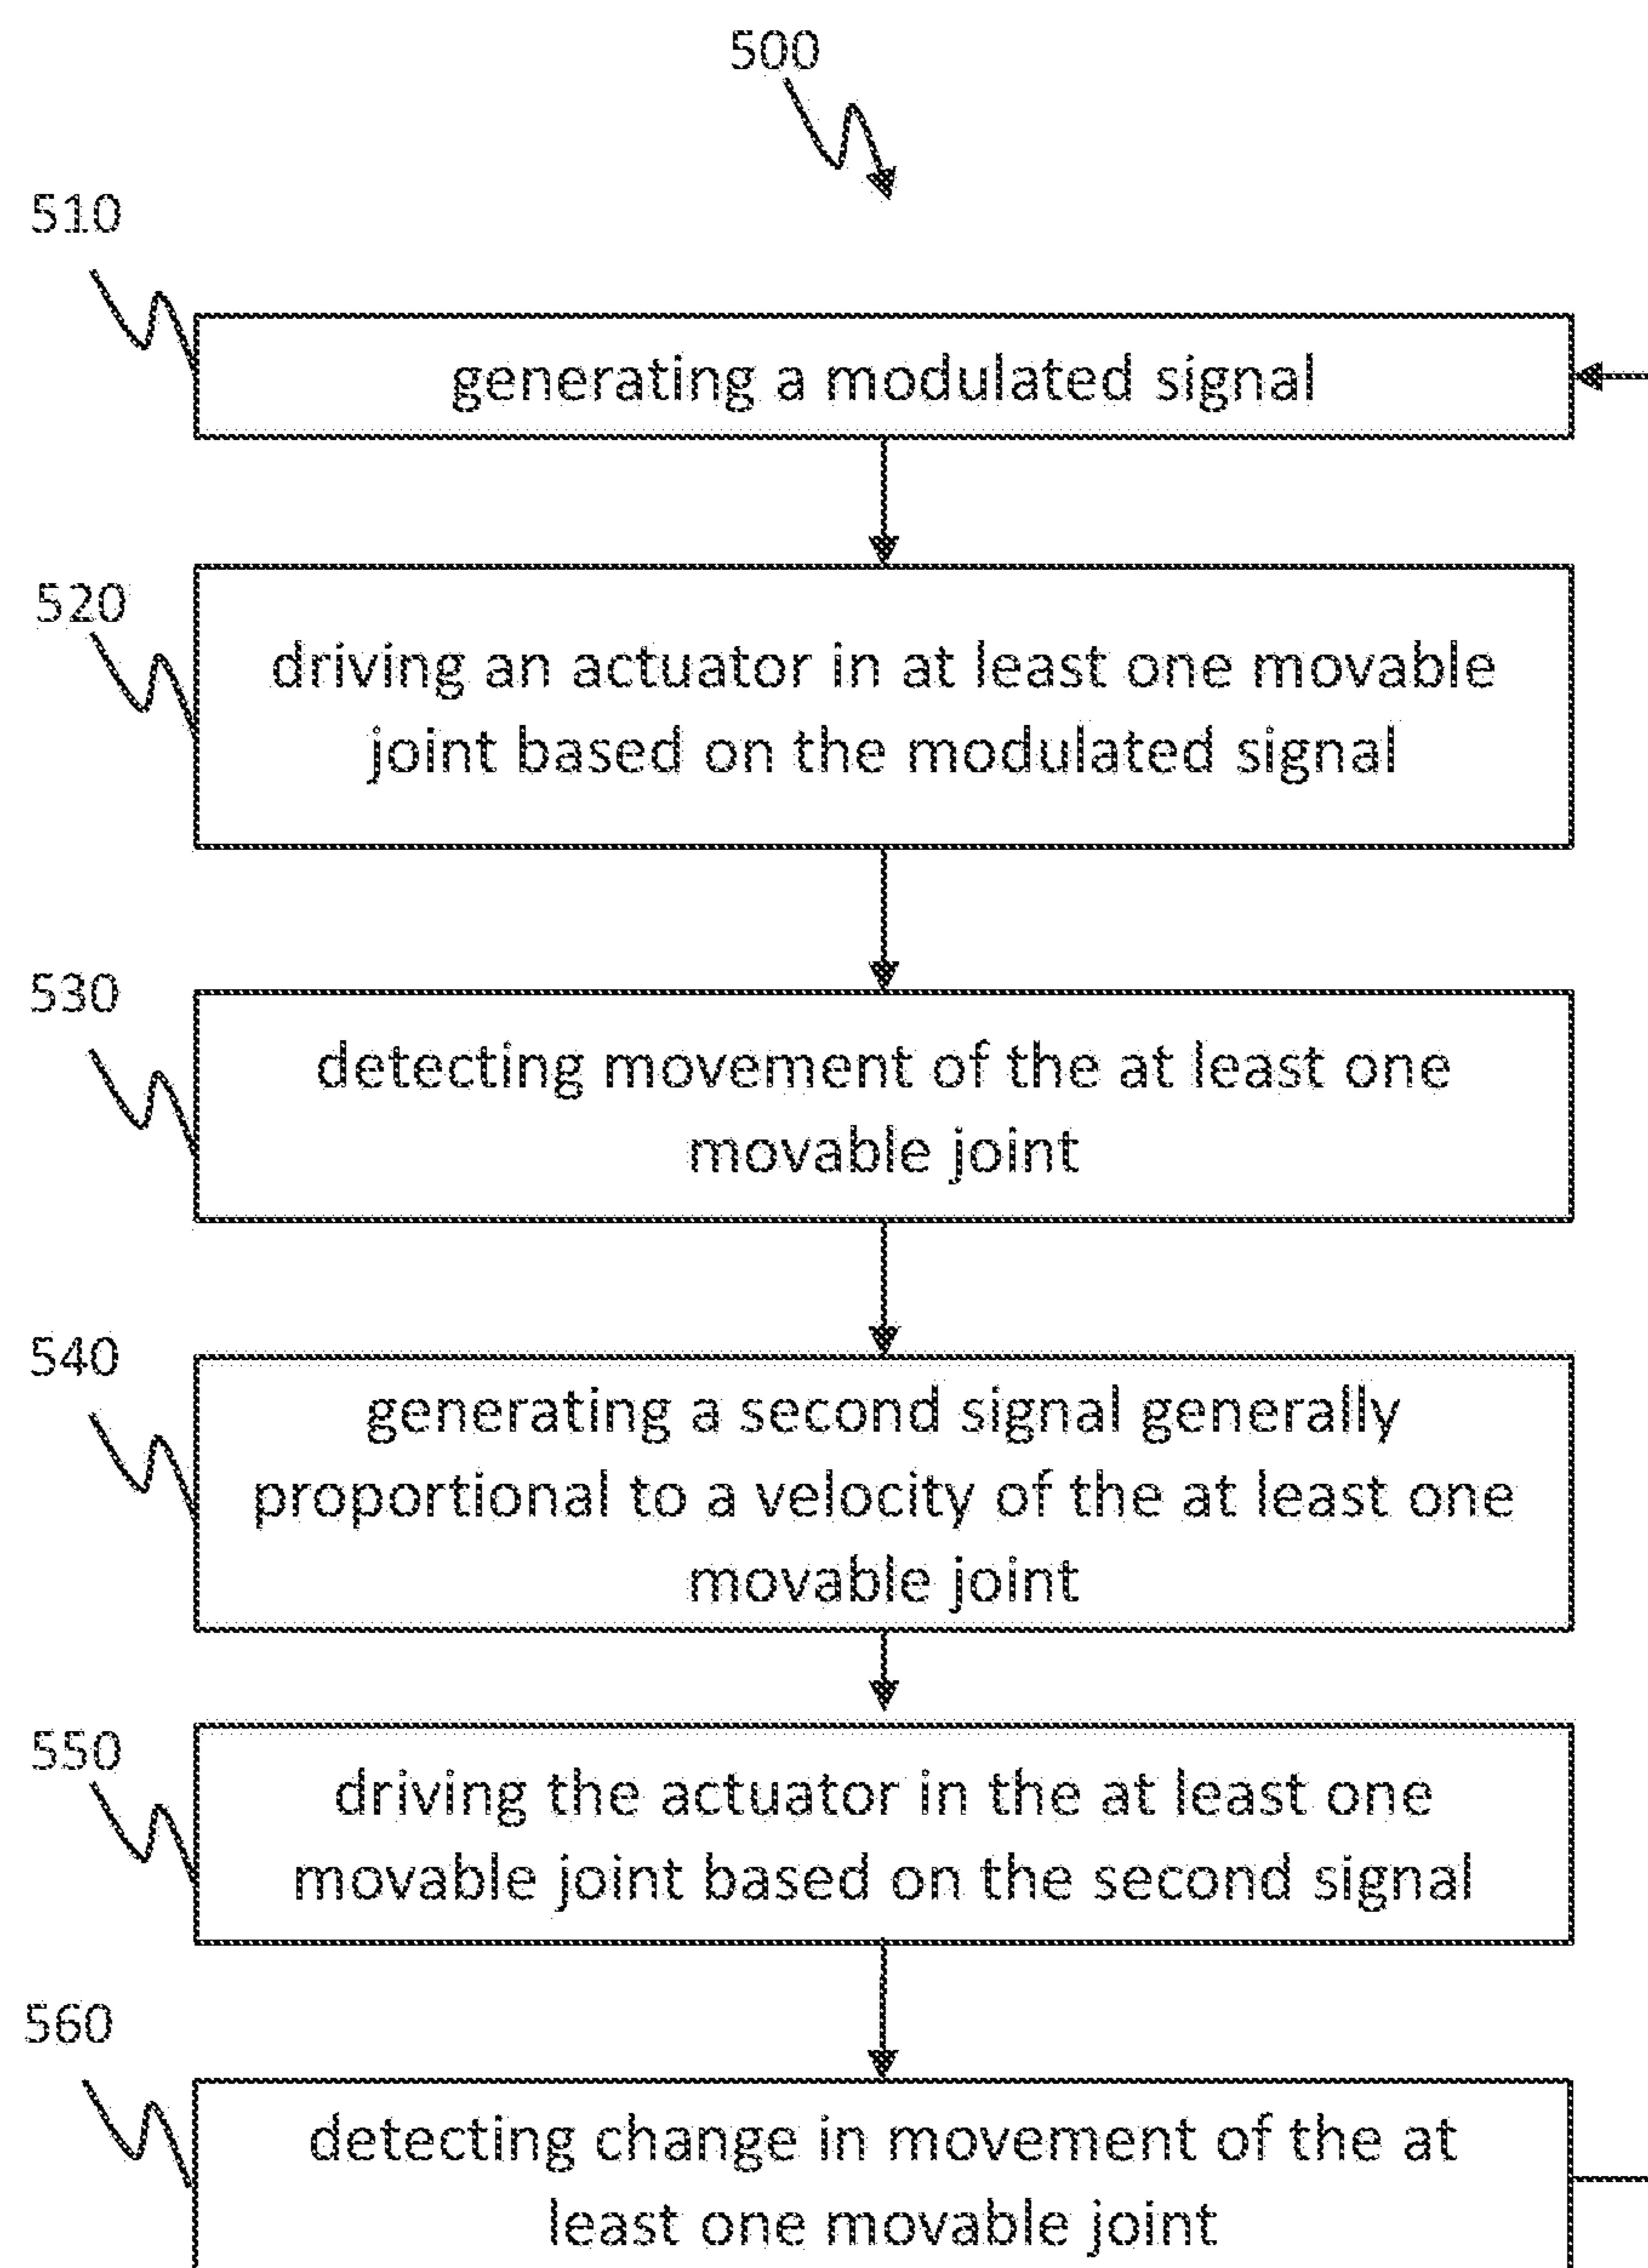 500
510
generating a modulated signal
520
driving an actuator in at least one movable
joint based on the modulated signal
530
detecting movement of the at least one
movable joint
540
generating a second signal generally
proportional to a velocity of the at least one
movable joint
550
driving the actuator in the at least one
movable joint based on the second signal
560
detecting change in movement of the at
least one movable joint